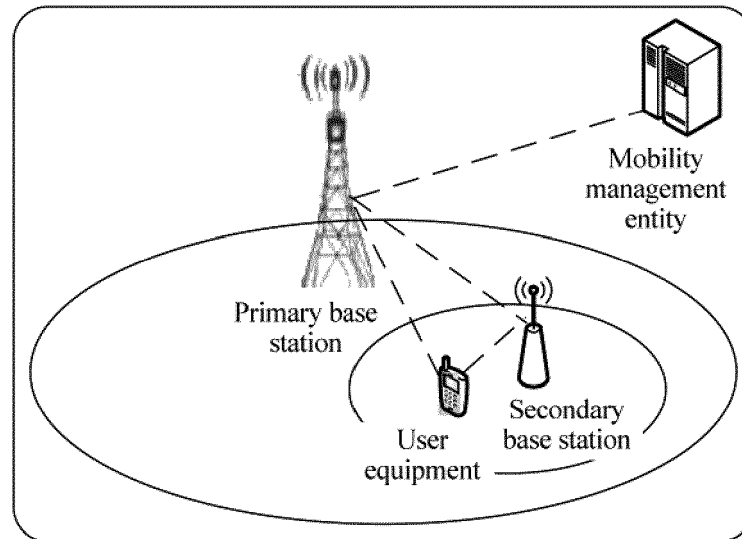 Mobility
management
entity
Primary base
station
Secondary
base station
User
equipment